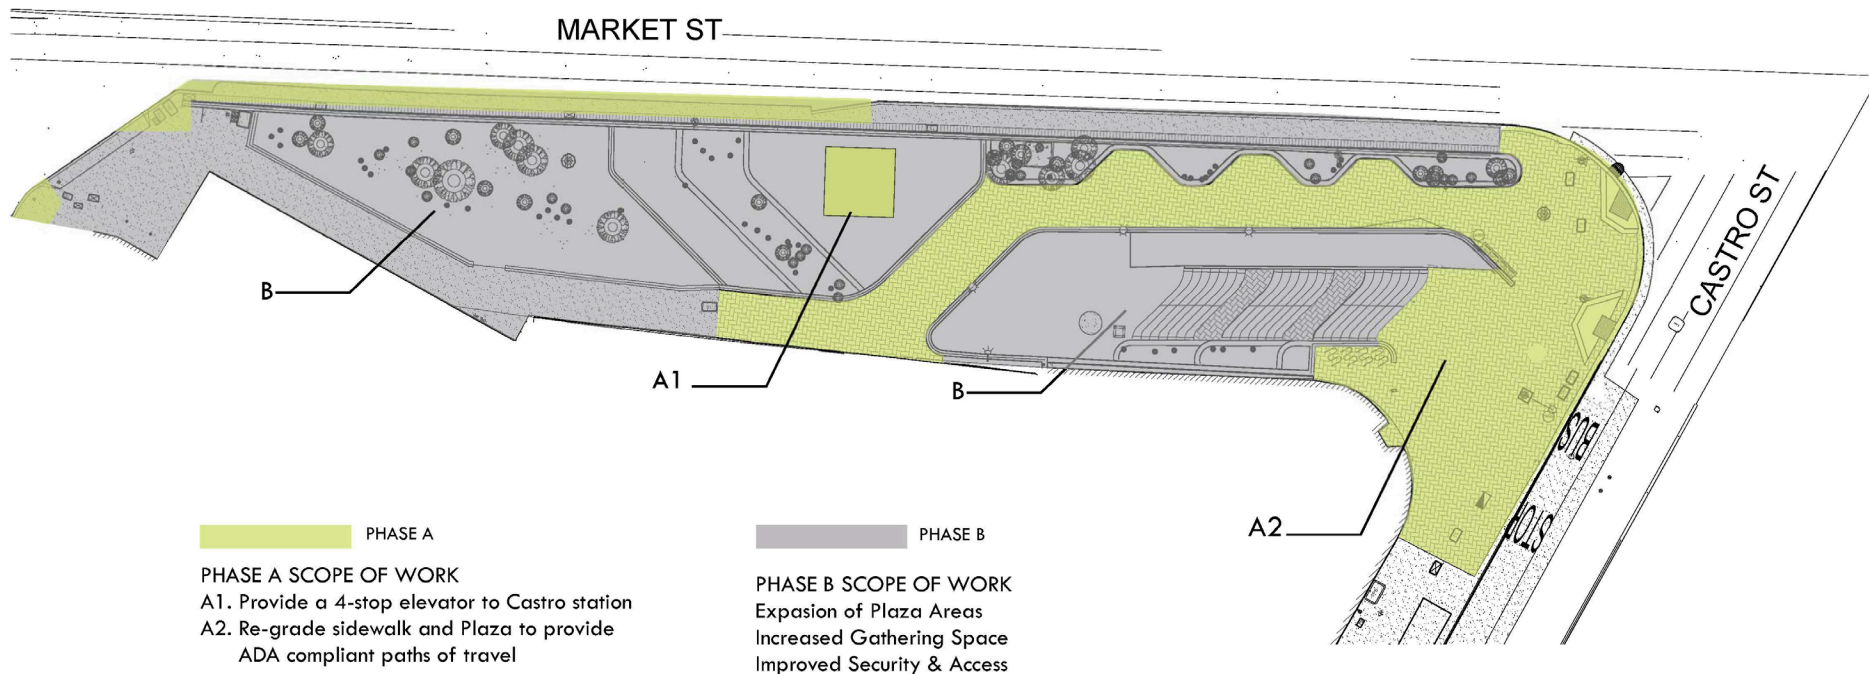 MARKET ST
CASTRO ST
B
A1
B
A2
BUS
STOP
PHASE A
PHASE A SCOPE OF WORK
A1. Provide a 4-stop elevator to Castro station
A2. Re-grade sidewalk and Plaza to provide
ADA compliant paths of travel
PHASE B
PHASE B SCOPE OF WORK
Expasion of Plaza Areas
Increased Gathering Space
Improved Security & Access